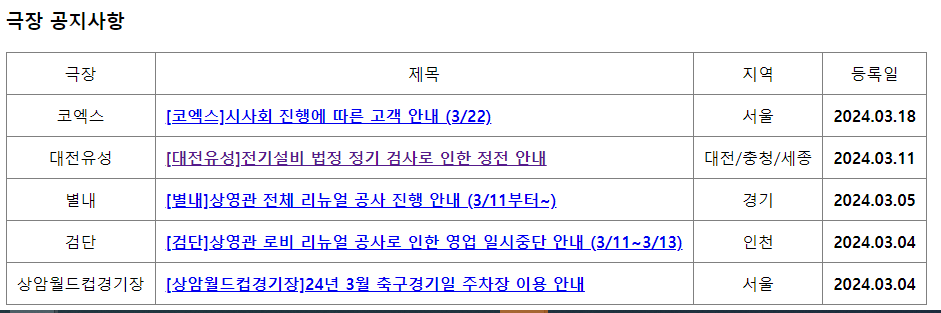 극장 공지사항
극장 제목 지역 등록일
코엑스 [코엑스]시사회 진행에 따른 고객 안내 (3/22) 서울 2024.03.18
대전유성 [대전유성]전기설비 법정 정기 검사로 인한 정전 안내 대전/충청/세종 2024.03.11
별내 [별내]상영관 전체 리뉴얼 공사 진행 안내 (3/11부터~) 경기 2024.03.05
검단 [검단]상영관 로비 리뉴얼 공사로 인한 영업 일시중단 안내 (3/11~3/13) 인천 2024.03.04
상암월드컵경기장 [상암월드컵경기장]24년 3월 축구경기일 주차장 이용 안내 서울 2024.03.04